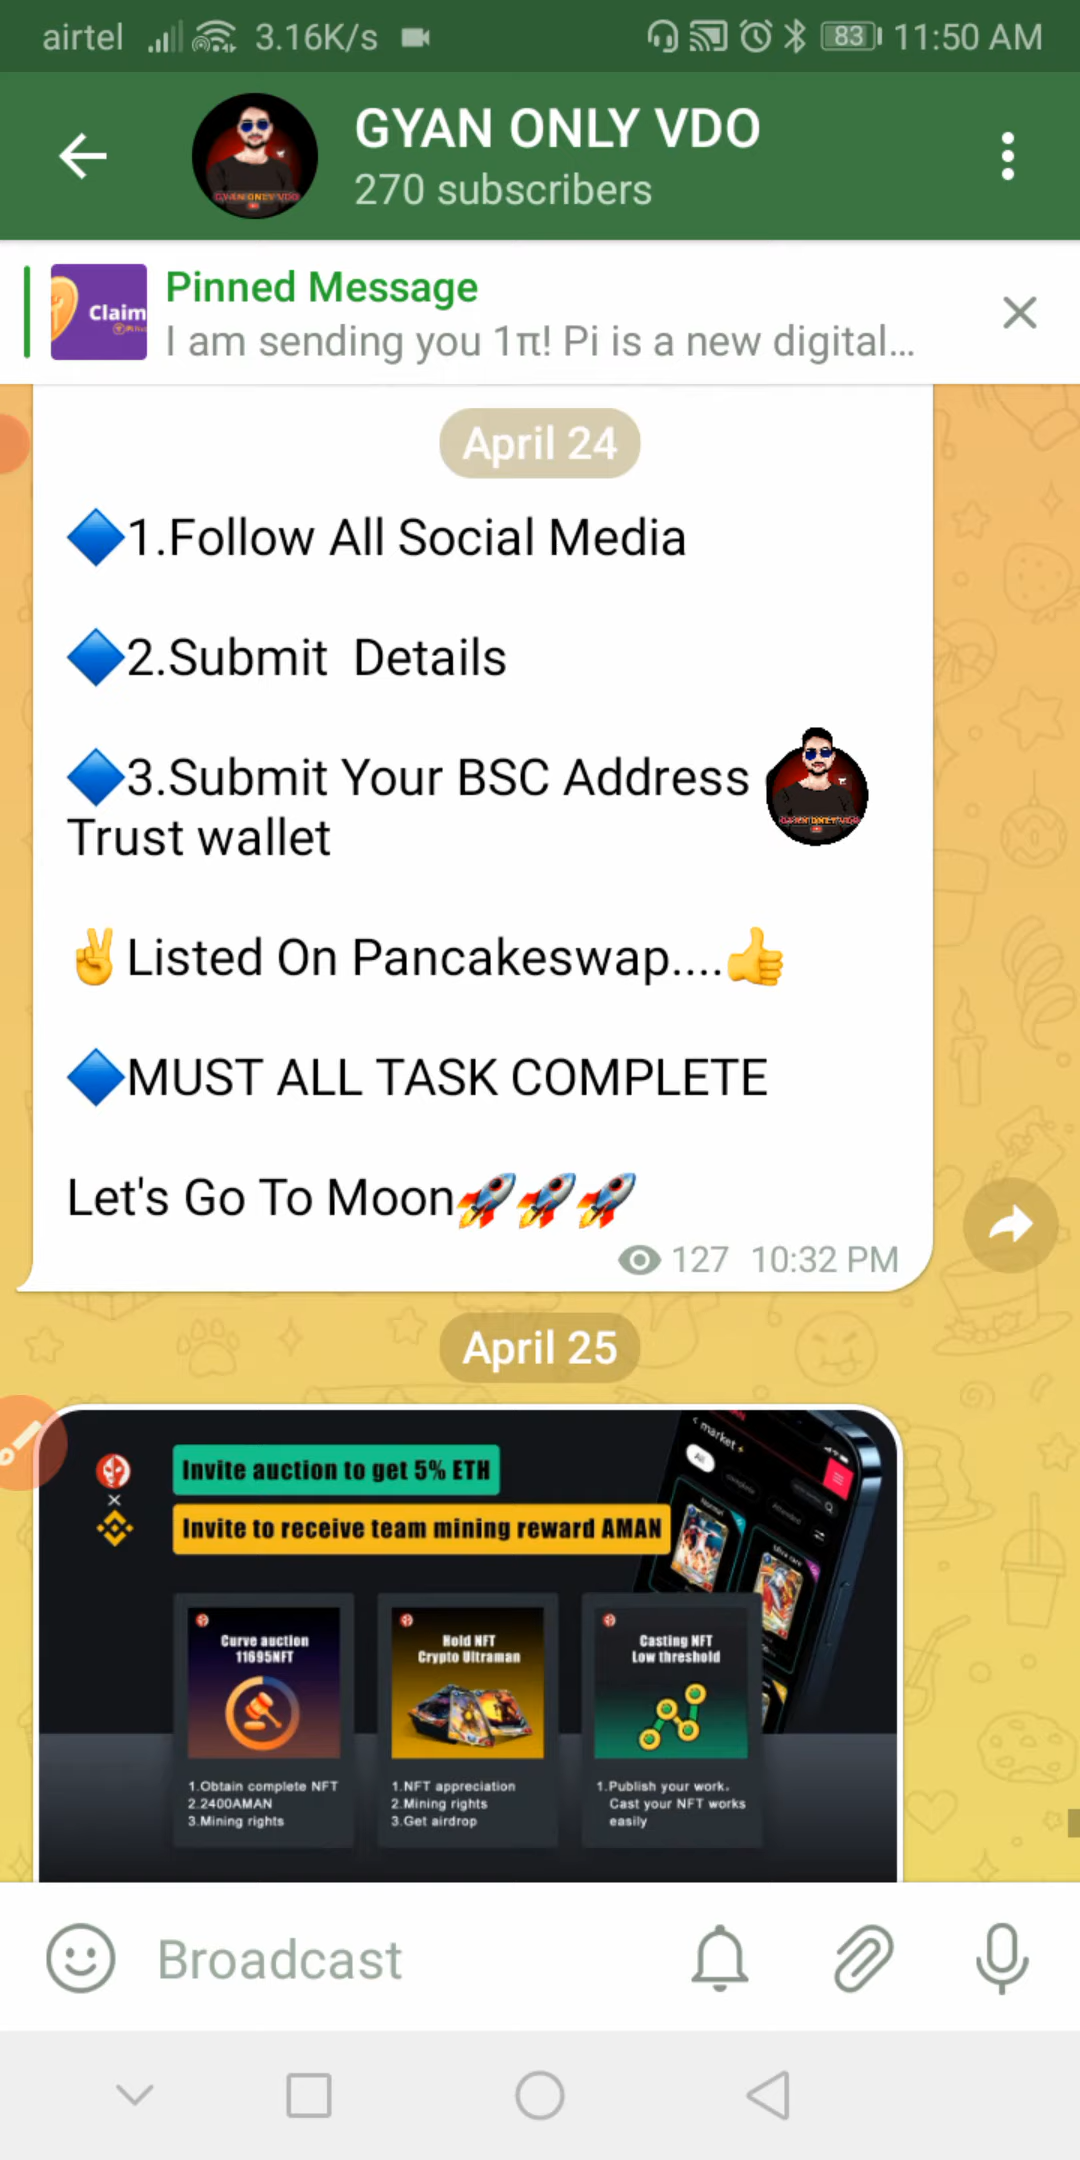 airtel 3.16K/s 83 11:50 AM
GYAN ONLY VDO
270 subscribers
Pinned Message
I am sending you 1π! Pi is a new digital...
Claim
April 24
🔷1.Follow All Social Media
🔷2.Submit Details
🔷3.Submit Your BSC Address
Trust wallet
✌Listed On Pancakeswap....👍
🔷MUST ALL TASK COMPLETE
Let's Go To Moon🚀🚀🚀
127 10:32 PM
April 25
Invite auction to get 5% ETH
Invite to receive team mining reward AMAN
market
All
Curve auction
11695NFT
1.Obtain complete NFT
2.2400AMAN
3.Mining rights
Hold NFT
Crypto Ultraman
1.NFT appreciation
2.Mining rights
3.Get airdrop
Casting NFT
Low threshold
1.Publish your work.
Cast your NFT works
easily
Broadcast